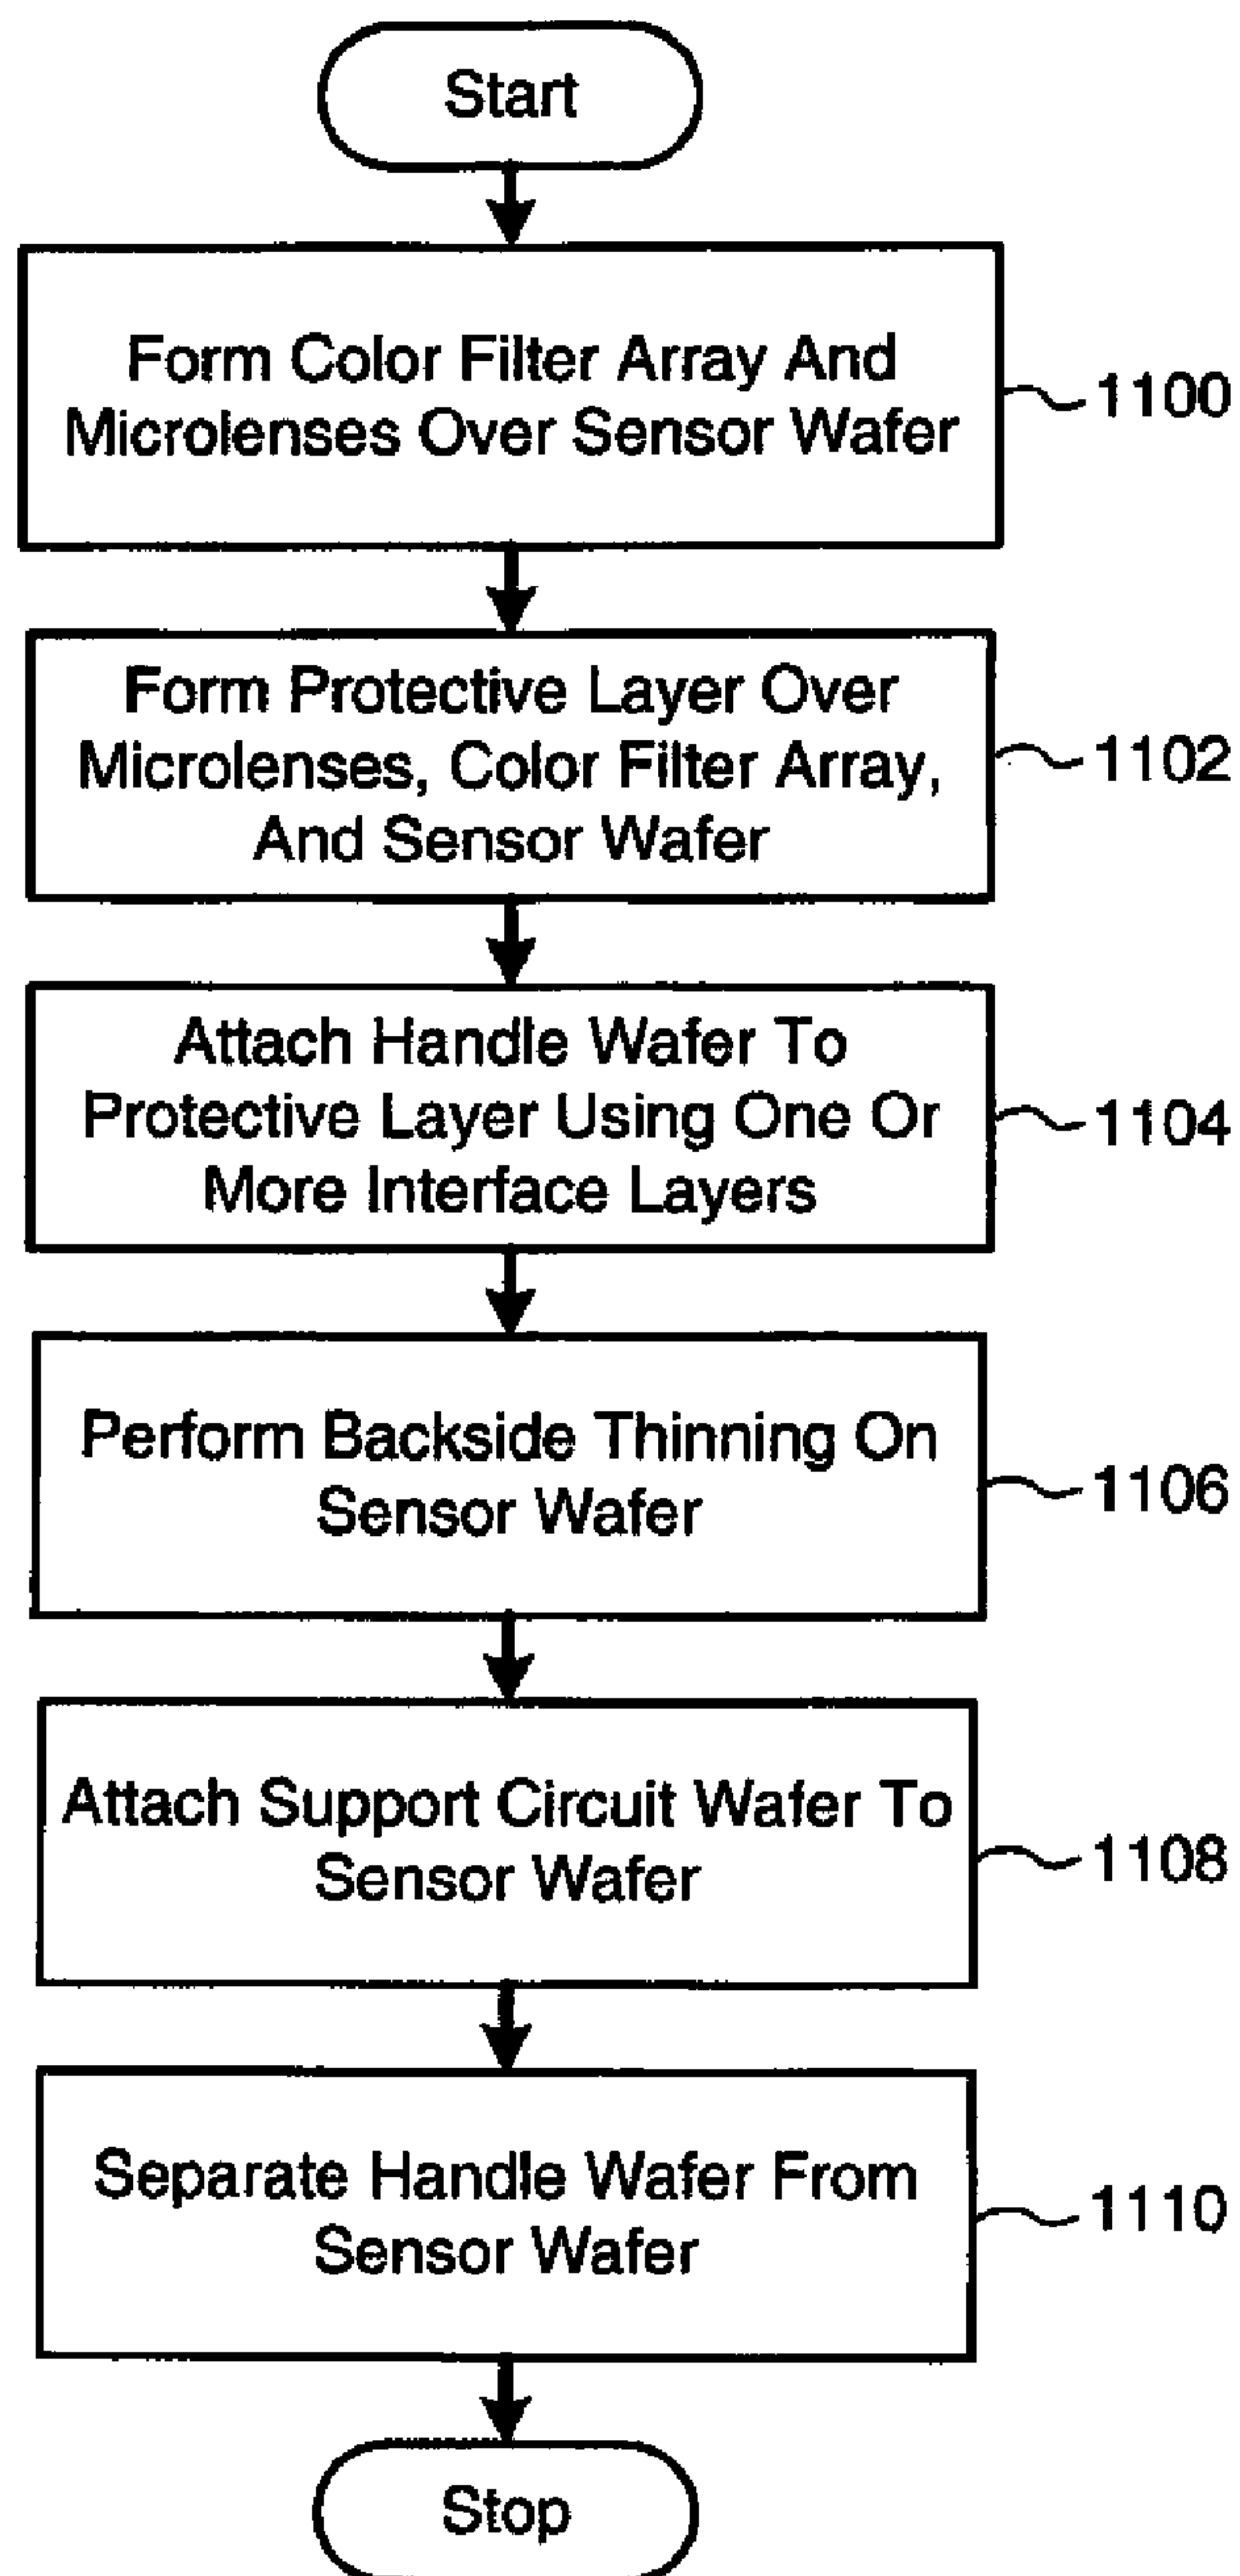 Start
Form Color Filter Array And
Microlenses Over Sensor Wafer
1100
Form Protective Layer Over
Microlenses, Color Filter Array,
And Sensor Wafer
1102
Attach Handle Wafer To
Protective Layer Using One Or
More Interface Layers
1104
Perform Backside Thinning On
Sensor Wafer
1106
Attach Support Circuit Wafer To
Sensor Wafer
1108
Separate Handle Wafer From
Sensor Wafer
1110
Stop